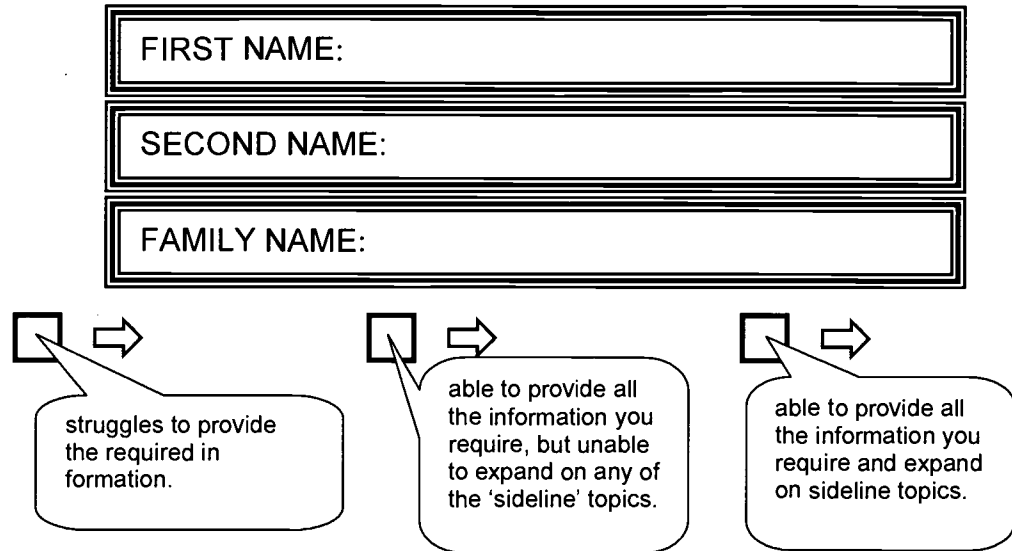 FIRST NAME:
SECOND NAME:
FAMILY NAME:
struggles to provide
the required in
formation.
able to provide all
the information you
require, but unable
to expand on any of
the 'sideline' topics.
able to provide all
the information you
require and expand
on sideline topics.